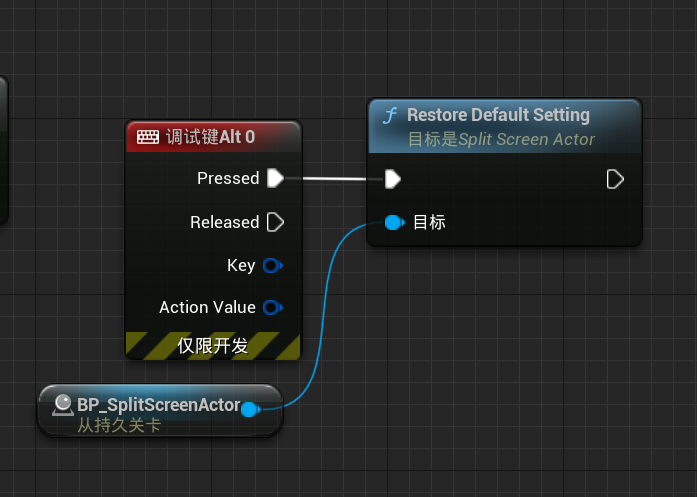 调试键Alt 0
Pressed
Released
Key
Action Value
仅限开发
Restore Default Setting
目标是Split Screen Actor
目标
BP_SplitScreenActor
从持久关卡